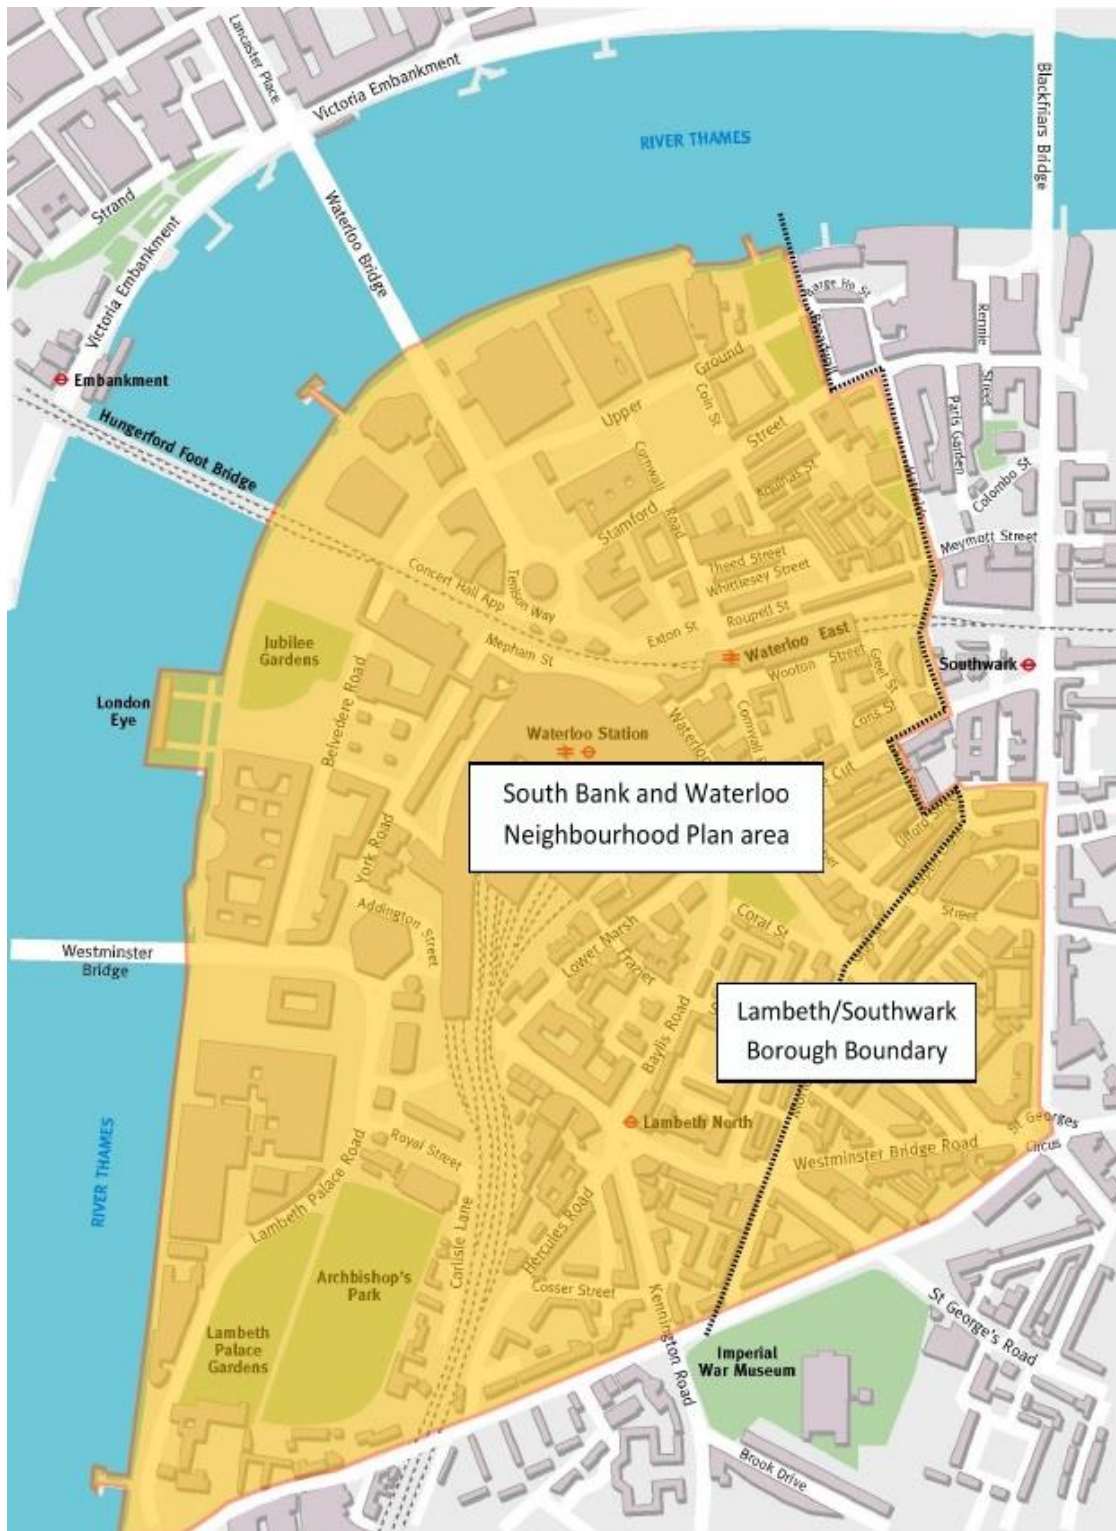 Lancaster Place
Victoria Embankment
RIVER THAMES
Blackfriars Bridge
Strand
Victoria Embankment
Waterloo Bridge
Embankment
Hungerford Foot Bridge
Upper
Ground
Coin St
Street
Rennie
Street
Paris Garden
Colombo St
Cornwall
Road
Aquinas St
Stamford
Meymott Street
Theed Street
Whittlesey Street
Roupell St
Concert Hall App
Tenison Way
Exton St
Mepham St
Waterloo East
Wootton Street
Greet St
Southwark
Jubilee
Gardens
Belvedere Road
London
Eye
Waterloo Station
Waterloo
Cornwall
Cons St
Cut
South Bank and Waterloo
Neighbourhood Plan area
Ufford
York Road
Addington Street
Coral St
Street
Lower Marsh
Frazier
Westminster
Bridge
Lambeth/Southwark
Borough Boundary
Baylis Road
Lambeth North
St Georges
Circus
Westminster Bridge Road
RIVER THAMES
Royal Street
Lambeth Palace Road
Carlisle Lane
Hercules Road
Archbishop's
Park
Cosser Street
Kennington Road
Lambeth
Palace
Gardens
St George's Road
Imperial
War Museum
Brook Drive